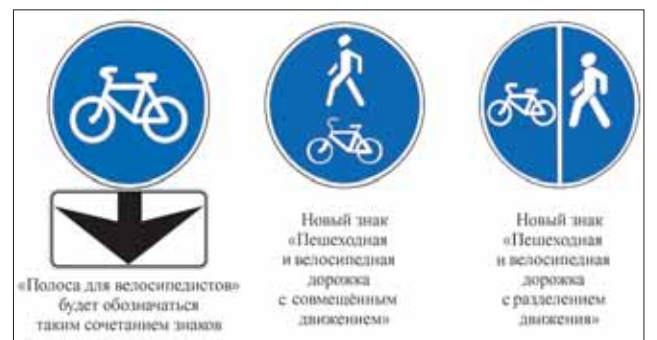 «Полоса для велосипедистов»
будет обозначаться
таким сочетанием знаков
Новый знак
«Пешеходная
и велосипедная
дорожка
с совмещённым
движением»
Новый знак
«Пешеходная
и велосипедная
дорожка
с разделением
движения»